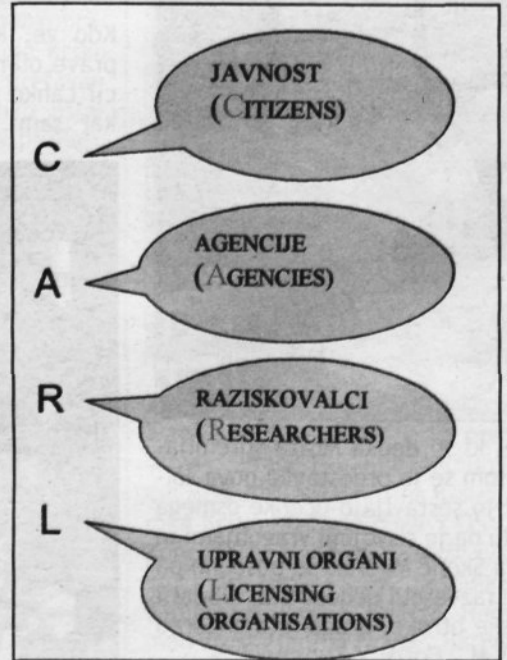 C
JAVNOST
(CITIZENS)
A
AGENCIJE
(AGENCIES)
R
RAZISKOVALCI
(RESEARCHERS)
L
UPRAVNI ORGANI
(LICENSING
ORGANISATIONS)